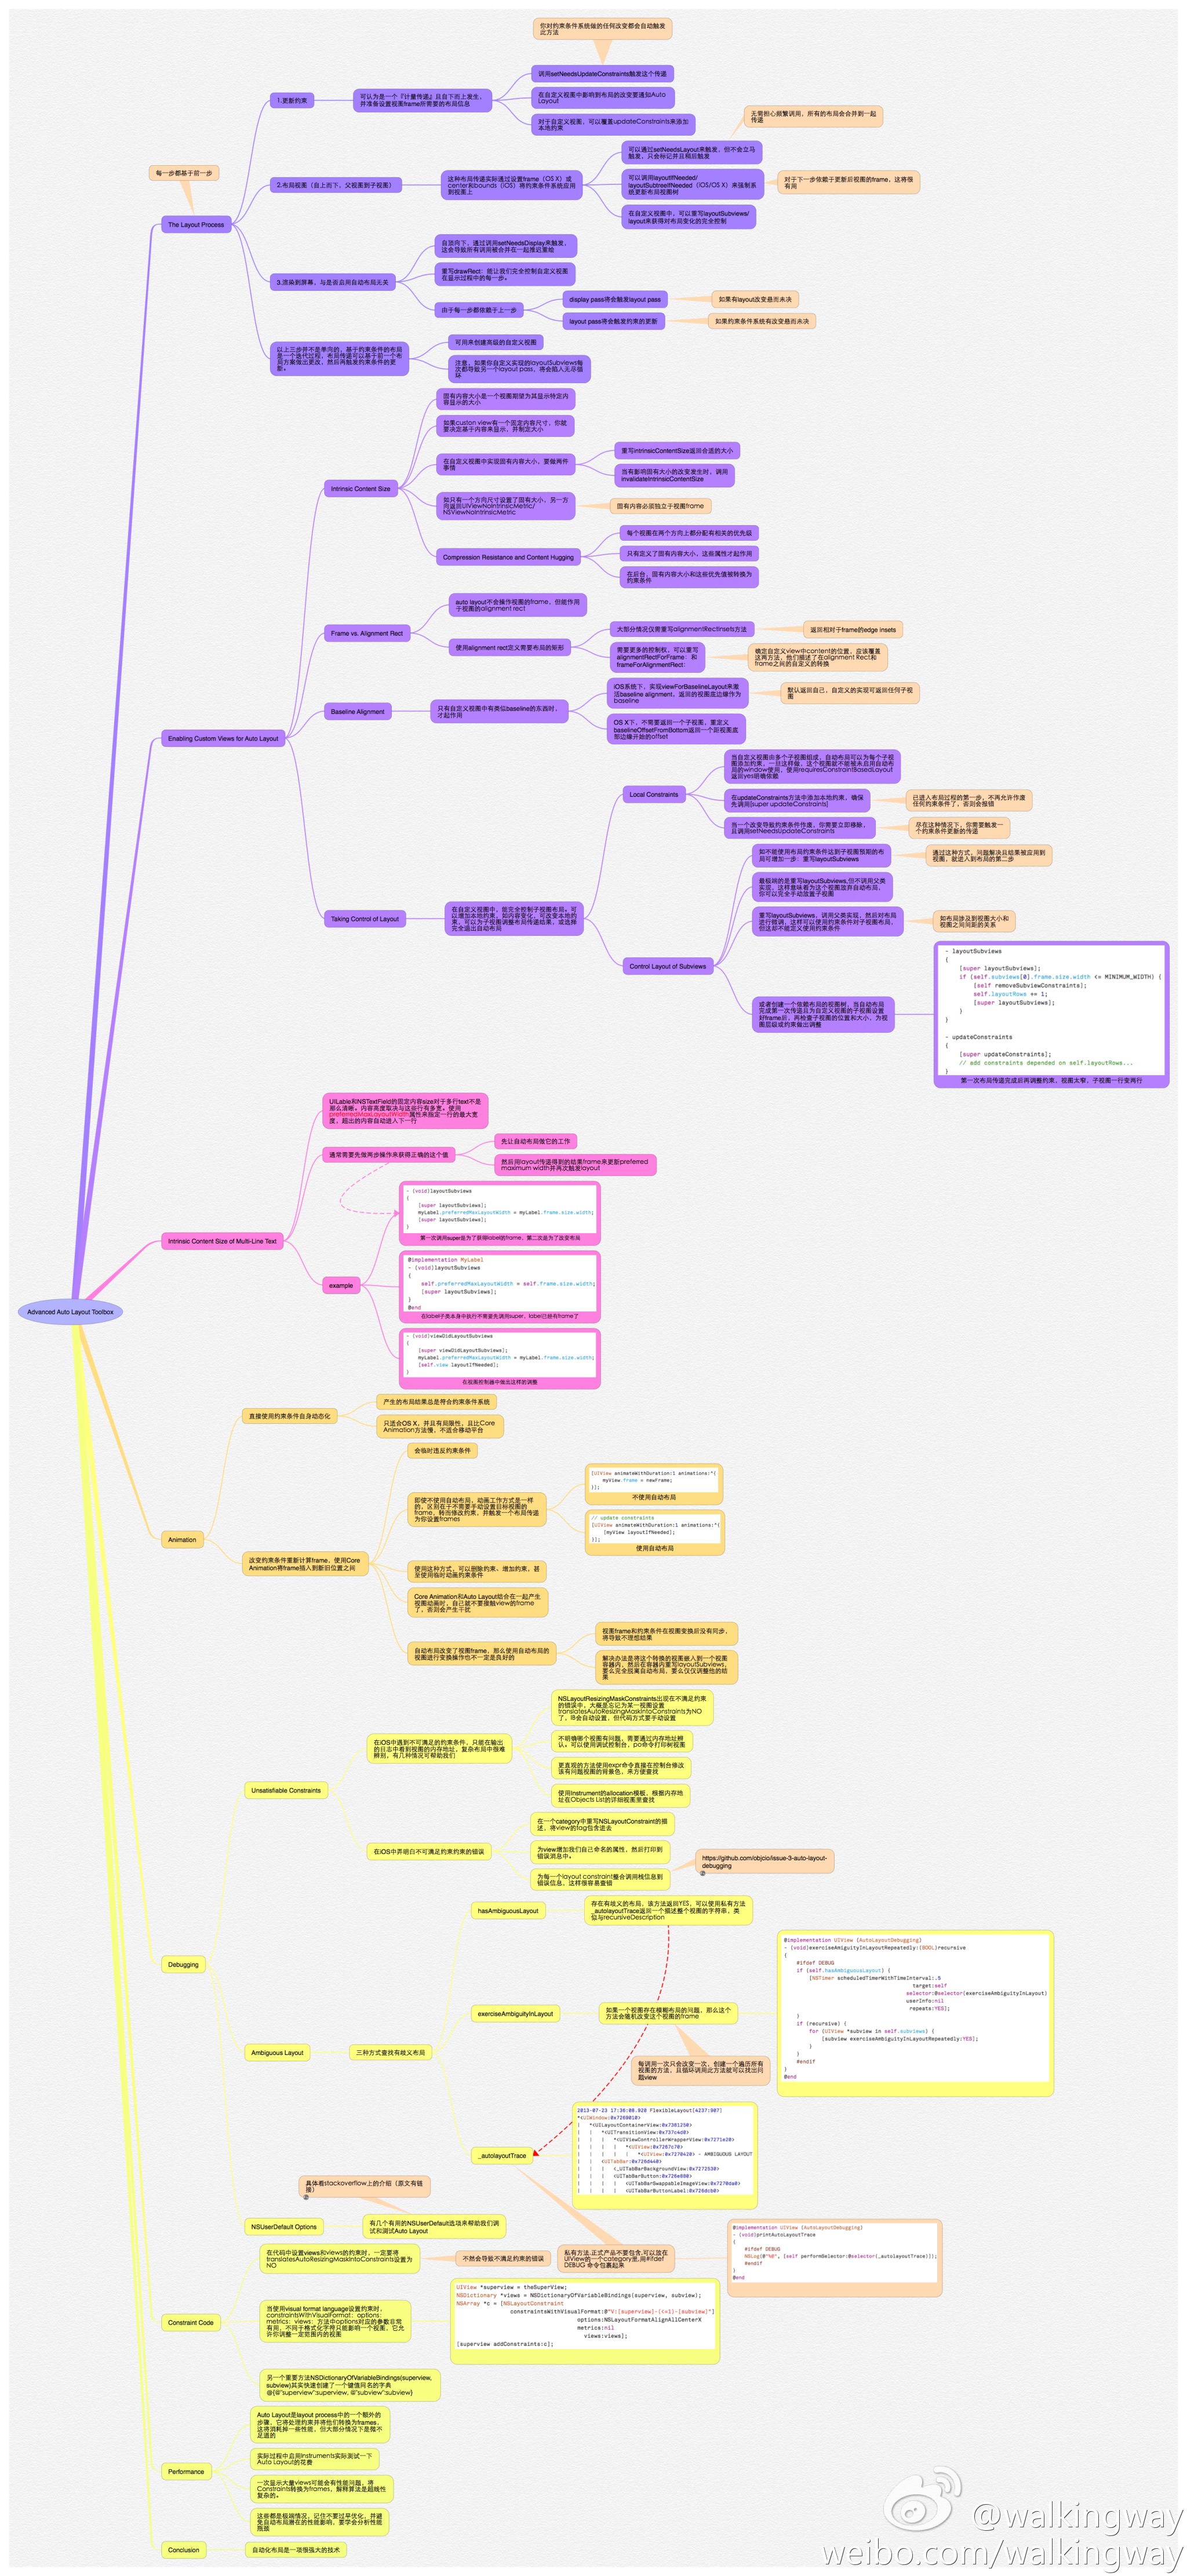 你对约束条件系统做的任何改变都会自动触发
此方法
调用setNeedsUpdateConstraints触发这个传递
1.更新约束
可认为是一个『计量传递』且自下而上发生，
并准备设置视图frame所需要的布局信息
在自定义视图中影响到布局的改变要通知Auto
Layout
对于自定义视图，可以覆盖updateConstraints来添加
本地约束
无需担心频繁调用，所有的布局会合并到一起
传递
每一步都基于前一步
2.布局视图（自上而下，父视图到子视图）
这种布局传递实际通过设置frame（OS X）或
center和bounds（iOS）将约束条件系统应用
到视图上
可以通过setNeedsLayout来触发，但不会立马
触发，只会标记并且稍后触发
可以调用layoutIfNeeded/
layoutSubtreeIfNeeded（iOS/OS X）来强制系
统更新布局视图树
对于下一步依赖于更新后视图的frame，这将很
有用
在自定义视图中，可以重写layoutSubviews/
layout来获得对布局变化的完全控制
The Layout Process
自顶向下，通过调用setNeedsDisplay来触发，
这会导致所有调用被合并在一起推迟重绘
3.渲染到屏幕，与是否启用自动布局无关
重写drawRect：能让我们完全控制自定义视图
在显示过程中的每一步。
由于每一步都依赖于上一步
display pass将会触发layout pass
如果有layout改变悬而未决
layout pass将会触发约束的更新
如果约束条件系统有改变悬而未决
以上三步并不是单向的，基于约束条件的布局
是一个迭代过程，布局传递可以基于前一个布
局方案做出更改，然后再触发约束条件的更
新。
可用来创建高级的自定义视图
注意，如果你自定义实现的layoutSubviews每
次都导致另一个layout pass，将会陷入无尽循
环
固有内容大小是一个视图期望为其显示特定内
容显示的大小
如果custon view有一个固定内容尺寸，你就
要决定基于内容来显示，并制定大小
Intrinsic Content Size
在自定义视图中实现固有内容大小，要做两件
事情
重写intrinsicContentSize返回合适的大小
当有影响固有大小的改变发生时，调用
invalidateIntrinsicContentSize
如只有一个方向尺寸设置了固有大小，另一方
向返回UIViewNoIntrinsicMetric/
NSViewNoIntrinsicMetric
固有内容必须独立于视图frame
Compression Resistance and Content Hugging
每个视图在两个方向上都分配有相关的优先级
只有定义了固有内容大小，这些属性才起作用
在后台，固有内容大小和这些优先值被转换为
约束条件
Frame vs. Alignment Rect
auto layout不会操作视图的frame，但能作用
于视图的alignment rect
使用alignment rect定义需要布局的矩形
大部分情况仅需重写alignmentRectInsets方法
返回相对于frame的edge insets
需要更多的控制权，可以重写
alignmentRectForFrame： 和
frameForAlignmentRect：
确定自定义view中content的位置，应该覆盖
这两方法，他们描述了在alignment Rect和
frame之间的自定义的转换
Baseline Alignment
只有自定义视图中有类似baseline的东西时，
才起作用
iOS系统下，实现viewForBaselineLayout来激
活baseline alignment，返回的视图底边缘作为
baseline
默认返回自己，自定义的实现可返回任何子视
图
OS X下，不需要返回一个子视图，重定义
baselineOffsetFromBottom返回一个距视图底
部边缘开始的offset
Enabling Custom Views for Auto Layout
Local Constraints
当自定义视图由多个子视图组成，自动布局可以为每个子视
图添加约束，一旦这样做，这个视图就不能被未启用自动布
局的window使用，使用requiresConstraintBasedLayout
返回yes明确依赖
在updateConstraints方法中添加本地约束，确保
先调用[super updateConstraints]
已进入布局过程的第一步，不再允许作废
任何约束条件了，否则会报错
当一个改变导致约束条件作废，你需要立即移除，
且调用setNeedsUpdateConstraints
尽在这种情况下，你需要触发一
个约束条件更新的传递
Taking Control of Layout
在自定义视图中，能完全控制子视图布局。可
以增加本地约束，如内容变化，可改变本地约
束，可以为子视图调整布局传递结果，或选择
完全退出自动布局
Control Layout of Subviews
如不能使用布局约束条件达到子视图预期的布
局可增加一步：重写layoutSubviews
通过这种方式，问题解决且结果被应用到
视图，就进入到布局的第二步
最极端的是重写layoutSubviews,但不调用父类
实现，这样意味着为这个视图放弃自动布局，
你可以完全手动放置子视图
重写layoutSubviews，调用父类实现，然后对布局
进行微调，这样可以使用约束条件对子视图布局，
但这却不能定义使用约束条件
如布局涉及到视图大小和
视图之间间距的关系
或者创建一个依赖布局的视图树，当自动布局
完成第一次传递且为自定义视图的子视图设置
好frame后，再检查子视图的位置和大小，为视
图层级或约束做出调整
- layoutSubviews
{
[super layoutSubviews];
if (self.subviews[0].frame.size.width <= MINIMUM_WIDTH) {
[self removeSubviewConstraints];
self.layoutRows += 1;
[super layoutSubviews];
}
}
- updateConstraints
{
[super updateConstraints];
// add constraints depended on self.layoutRows...
}
第一次布局传递完成后再调整约束，视图太窄，子视图一行变两行
UILable和NSTextField的固定内容size对于多行text不是
那么清晰。内容高度取决与这些行有多宽。使用
preferredMaxLayoutWidth属性来指定一行的最大宽
度，超出的内容自动进入下一行
通常需要先做两步操作来获得正确的这个值
先让自动布局做它的工作
然后用layout传递得到的结果frame来更新preferred
maximum width并再次触发layout
Intrinsic Content Size of Multi-Line Text
example
- (void)layoutSubviews
{
[super layoutSubviews];
myLabel.preferredMaxLayoutWidth = myLabel.frame.size.width;
[super layoutSubviews];
}
第一次调用super是为了获得label的frame，第二次是为了改变布局
@implementation MyLabel
- (void)layoutSubviews
{
self.preferredMaxLayoutWidth = self.frame.size.width;
[super layoutSubviews];
}
@end
在label子类本身中执行不需要先调用super，label已经有frame了
- (void)viewDidLayoutSubviews
{
[super viewDidLayoutSubviews];
myLabel.preferredMaxLayoutWidth = myLabel.frame.size.width;
[self.view layoutIfNeeded];
}
在视图控制器中做出这样的调整
Advanced Auto Layout Toolbox
直接使用约束条件自身动态化
产生的布局结果总是符合约束条件系统
只适合OS X，并且有局限性，且比Core
Animation方法慢，不适合移动平台
会临时违反约束条件
Animation
改变约束条件重新计算frame，使用Core
Animation将frame插入到新旧位置之间
即使不使用自动布局，动画工作方式是一样
的，区别在于不需要手动设置目标视图的
frame，转而修改约束，并触发一个布局传递
为你设置frames
[UIView animateWithDuration:1 animations:^{
myView.frame = newFrame;
}];
不使用自动布局
// update constraints
[UIView animateWithDuration:1 animations:^{
[myView layoutIfNeeded];
}];
使用自动布局
使用这种方式，可以删除约束、增加约束，甚
至使用临时动画约束条件
Core Animation和Auto Layout结合在一起产生
视图动画时，自己就不要接触view的frame
了，否则会产生干扰
自动布局改变了视图frame，那么使用自动布局的
视图进行变换操作也不一定是良好的
视图frame和约束条件在视图变换后没有同步，
将导致不理想结果
解决办法是将这个转换的视图嵌入到一个视图
容器内，然后在容器内重写layoutSubviews，
要么完全脱离自动布局，要么仅仅调整他的结
果
NSLayoutResizingMaskConstraints出现在不满足约束
的错误中，大概是忘记为某一视图设置
translatesAutoResizingMaskIntoConstraints为NO
了，IB会自动设置，但代码方式要手动设置
在iOS中遇到不可满足的约束条件，只能在输出
的日志中看到视图的内存地址，复杂布局中很难
辨别，有几种情况可帮助我们
不明确哪个视图有问题，需要通过内存地址辨
认，可以使用调试控制台，po命令打印树视图
更直观的方法使用expr命令直接在控制台修改
该有问题视图的背景色，来方便查找
使用Instrument的allocation模板，根据内存地
址在Objects List的详细视图里查找
Unsatisfiable Constraints
在iOS中弄明白不可满足约束约束的错误
在一个category中重写NSLayoutConstraint的描
述，将view的tag包含进去
为view增加我们自己命名的属性，然后打印到
错误消息中。
为每一个layout constraint整合调用栈信息到
错误信息，这样很容易查错
https://github.com/objcio/issue-3-auto-layout-
debugging
hasAmbiguousLayout
存在有歧义的布局，该方法返回YES，可以使用私有方法
_autolayoutTrace返回一个描述整个视图的字符串，类
似与recursiveDescription
Debugging
Ambiguous Layout
三种方式查找有歧义布局
exerciseAmbiguityInLayout
如果一个视图存在模糊布局的问题，那么这个
方法会随机改变这个视图的frame
每调用一次只会改变一次，创建一个遍历所有
视图的方法，且循环调用此方法就可以找出问
题view
@implementation UIView (AutoLayoutDebugging)
- (void)exerciseAmiguityInLayoutRepeatedly:(BOOL)recursive
{
#ifdef DEBUG
if (self.hasAmbiguousLayout) {
[NSTimer scheduledTimerWithTimeInterval:.5
target:self
selector:@selector(exerciseAmbiguityInLayout)
userInfo:nil
repeats:YES];
}
if (recursive) {
for (UIView *subview in self.subviews) {
[subview exerciseAmbiguityInLayoutRepeatedly:YES];
}
}
#endif
}
@end
_autolayoutTrace
2013-07-23 17:36:08.920 FlexibleLayout[4237:907]
*<UIWindow:0x7269010>
| *<UILayoutContainerView:0x7381250>
| | *<UITransitionView:0x737c4d0>
| | | *<UIViewControllerWrapperView:0x7271e20>
| | | | *<UIView:0x7267c70>
| | | | | *<UIView:0x7270420> - AMBIGUOUS LAYOUT
| | <UITabBar:0x726d440>
| | | <_UITabBarBackgroundView:0x7272530>
| | | <UITabBarButton:0x726e880>
| | | | <UITabBarSwappableImageView:0x7270da0>
| | | | <UITabBarButtonLabel:0x726dcb0>
具体看stackoverflow上的介绍（原文有链
接）
NSUserDefault Options
有几个有用的NSUserDefault选项来帮助我们调
试和测试Auto Layout
私有方法,正式产品不要包含,可以放在
UIView的一个category里,用#ifdef
DEBUG 命令包裹起来
@implementation UIView (AutoLayoutDebugging)
- (void)printAutoLayoutTrace
{
#ifdef DEBUG
NSLog(@"%@", [self performSelector:@selector(_autolayoutTrace)]);
#endif
}
@end
在代码中设置views和views的约束时，一定要将
translatesAutoResizingMaskIntoConstraints设置为
NO
不然会导致不满足约束的错误
Constraint Code
当使用visual format language设置约束时，
constraintsWithVisualFormat：options：
metrics：views：方法中options对应的参数非常
有用，不同于格式化字符只能影响一个视图，它允
许你调整一定范围内的视图
UIView *superview = theSuperView;
NSDictionary *views = NSDictionaryOfVariableBindings(superview, subview);
NSArray *c = [NSLayoutConstraint
constraintsWithVisualFormat:@"V:[superview]-(<=1)-[subview]"]
options:NSLayoutFormatAlignAllCenterX
metrics:nil
views:views];
[superview addConstraints:c];
另一个重要方法NSDictionaryOfVariableBindings(superview,
subview)其实快速创建了一个键值同名的字典
@{@"superview":superview, @"subview":subview}
Auto Layout是layout process中的一个额外的
步骤，它将处理约束并将他们转换为frames，
这将消耗掉一些性能，但大部分情况下是微不
足道的
实际过程中启用Instruments实际测试一下
Auto Layout的花费
Performance
一次显示大量views可能会有性能问题，将
Constraints转换为frames，解释算法是超线性
复杂的。
这些都是极端情况，记住不要过早优化，并避
免自动布局潜在的性能影响，要学会分析性能
瓶颈
Conclusion
自动化布局是一项很强大的技术
@walkingway
weibo.com/walkingway